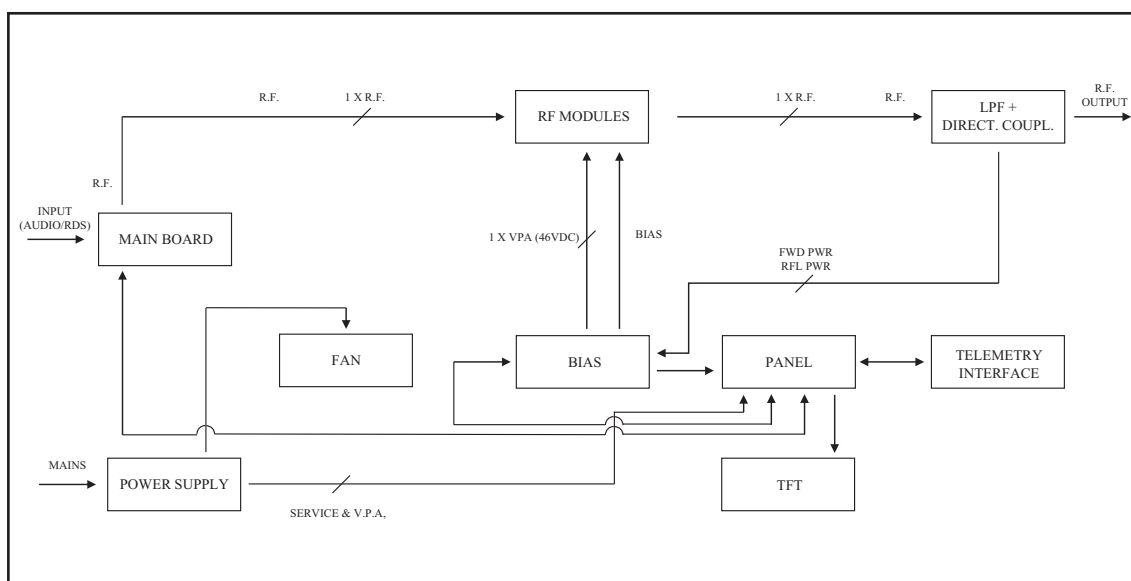 R.F.
1 X R.F.
RF MODULES
1 X R.F.
R.F.
LPF +
DIRECT. COUPL.
R.F.
OUTPUT
R.F.
INPUT
(AUDIO/RDS)
MAIN BOARD
1 X VPA (46VDC)
BIAS
FWD PWR
RFL PWR
FAN
BIAS
PANEL
TELEMETRY
INTERFACE
MAINS
POWER SUPPLY
SERVICE & V.P.A,
TFT